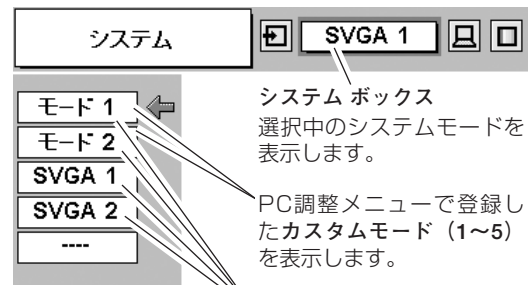 システム
SVGA 1
モード 1
モード 2
SVGA 1
SVGA 2
----
システム ボックス
選択中のシステムモードを
表示します。
PC調整メニューで登録し
たカスタムモード（1～5）
を表示します。